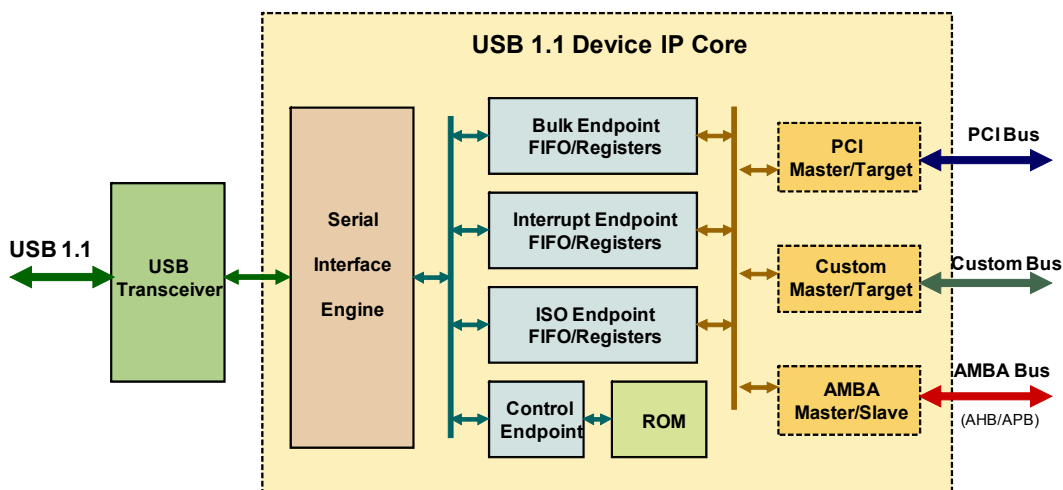 USB 1.1 Device IP Core
USB 1.1
USB
Transceiver
Serial
Interface
Engine
Bulk Endpoint
FIFO/Registers
Interrupt Endpoint
FIFO/Registers
ISO Endpoint
FIFO/Registers
Control
Endpoint
ROM
PCI
Master/Target
Custom
Master/Target
AMBA
Master/Slave
PCI Bus
Custom Bus
AMBA Bus
(AHB/APB)